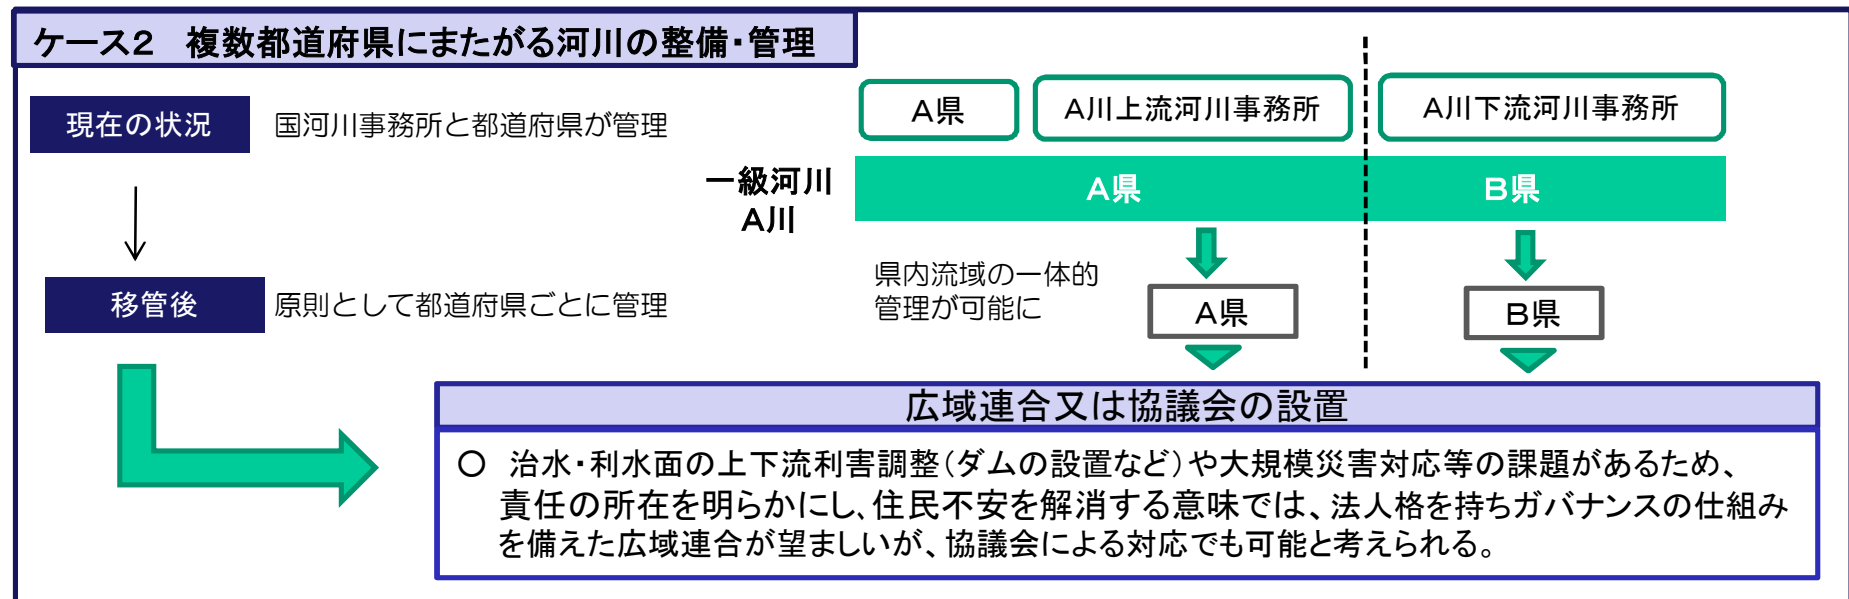 ケース2　複数都道府県にまたがる河川の整備・管理
現在の状況
国河川事務所と都道府県が管理
A県
A川上流河川事務所
A川下流河川事務所
一級河川
A川
A県
B県
県内流域の一体的
管理が可能に
移管後
原則として都道府県ごとに管理
A県
B県
広域連合又は協議会の設置
○　治水・利水面の上下流利害調整（ダムの設置など）や大規模災害対応等の課題があるため、
責任の所在を明らかにし、住民不安を解消する意味では、法人格を持ちガバナンスの仕組み
を備えた広域連合が望ましいが、協議会による対応でも可能と考えられる。